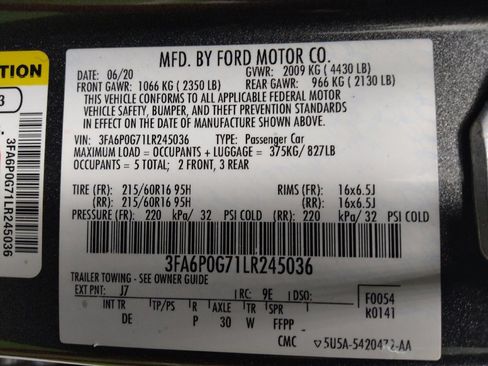 TION
3
3FA6P0G71LR245036
MFD. BY FORD MOTOR CO.
DATE: 06/20 GVWR: 2009 KG ( 4430 LB)
FRONT GAWR: 1066 KG ( 2350 LB) REAR GAWR: 966 KG ( 2130 LB)
THIS VEHICLE CONFORMS TO ALL APPLICABLE FEDERAL MOTOR
VEHICLE SAFETY, BUMPER, AND THEFT PREVENTION STANDARDS
IN EFFECT ON THE DATE OF MANUFACTURE SHOWN ABOVE.
VIN: 3FA6P0G71LR245036 TYPE: Passenger Car
MAXIMUM LOAD = OCCUPANTS + LUGGAGE = 375KG/ 827LB
OCCUPANTS = 5 TOTAL; 2 FRONT, 3 REAR
TIRE (FR): 215/60R16 95H RIMS (FR): 16x6.5J
(RR): 215/60R16 95H (RR): 16x6.5J
PRESSURE (FR): 220 kPa/ 32 PSI COLD (RR): 220 kPa/ 32 PSI COLD
3FA6P0G71LR245036
TRAILER TOWING - SEE OWNER GUIDE
EXT PNT: J7 RC: 9E DSO: F0054
INT TR TP/PS R AXLE TR SPR K0141
DE P 30 W FFPP
CMC 5U5A-5420472-AA